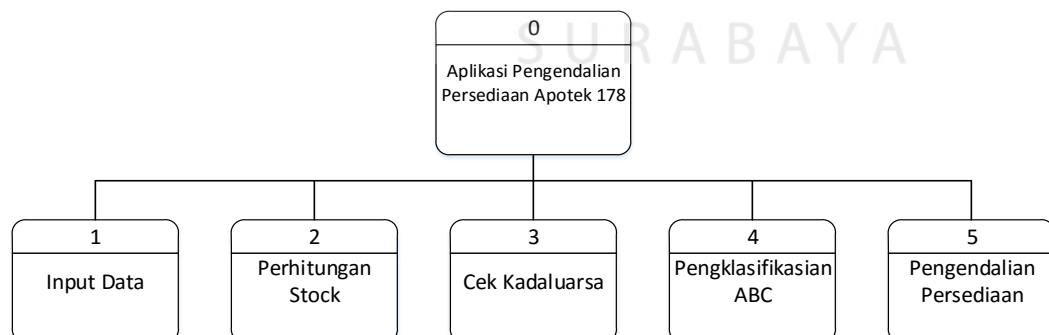 SURABAYA
0
Aplikasi Pengendalian
Persediaan Apotek 178
1
Input Data
2
Perhitungan
Stock
3
Cek Kadaluarsa
4
Pengklasifikasian
ABC
5
Pengendalian
Persediaan